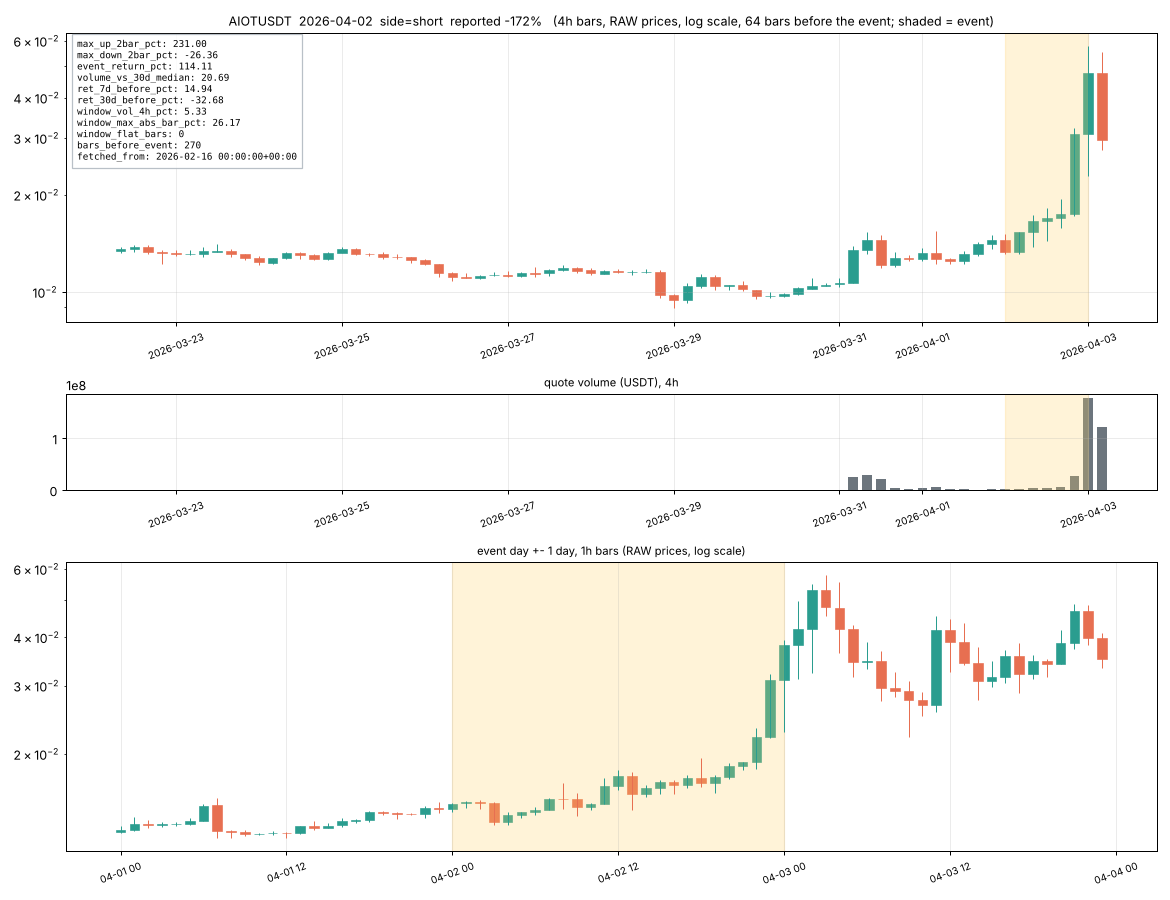 AIOTUSDT 2026-04-02 side=short reported -172% (4h bars, RAW prices, log scale, 64 bars before the event; shaded = event)
max_up_2bar_pct: 231.00
max_down_2bar_pct: -26.36
event_return_pct: 114.11
volume_vs_30d_median: 20.69
ret_7d_before_pct: 14.94
ret_30d_before_pct: -32.68
window_vol_4h_pct: 5.33
window_max_abs_bar_pct: 26.17
window_flat_bars: 0
bars_before_event: 270
fetched_from: 2026-02-16 00:00:00+00:00
6 × 10⁻²
4 × 10⁻²
3 × 10⁻²
2 × 10⁻²
10⁻²
2026-03-23 2026-03-25 2026-03-27 2026-03-29 2026-03-31 2026-04-01 2026-04-03
quote volume (USDT), 4h
1e8
1
0
2026-03-23 2026-03-25 2026-03-27 2026-03-29 2026-03-31 2026-04-01 2026-04-03
event day +- 1 day, 1h bars (RAW prices, log scale)
6 × 10⁻²
4 × 10⁻²
3 × 10⁻²
2 × 10⁻²
04-01 00 04-01 12 04-02 00 04-02 12 04-03 00 04-03 12 04-04 00